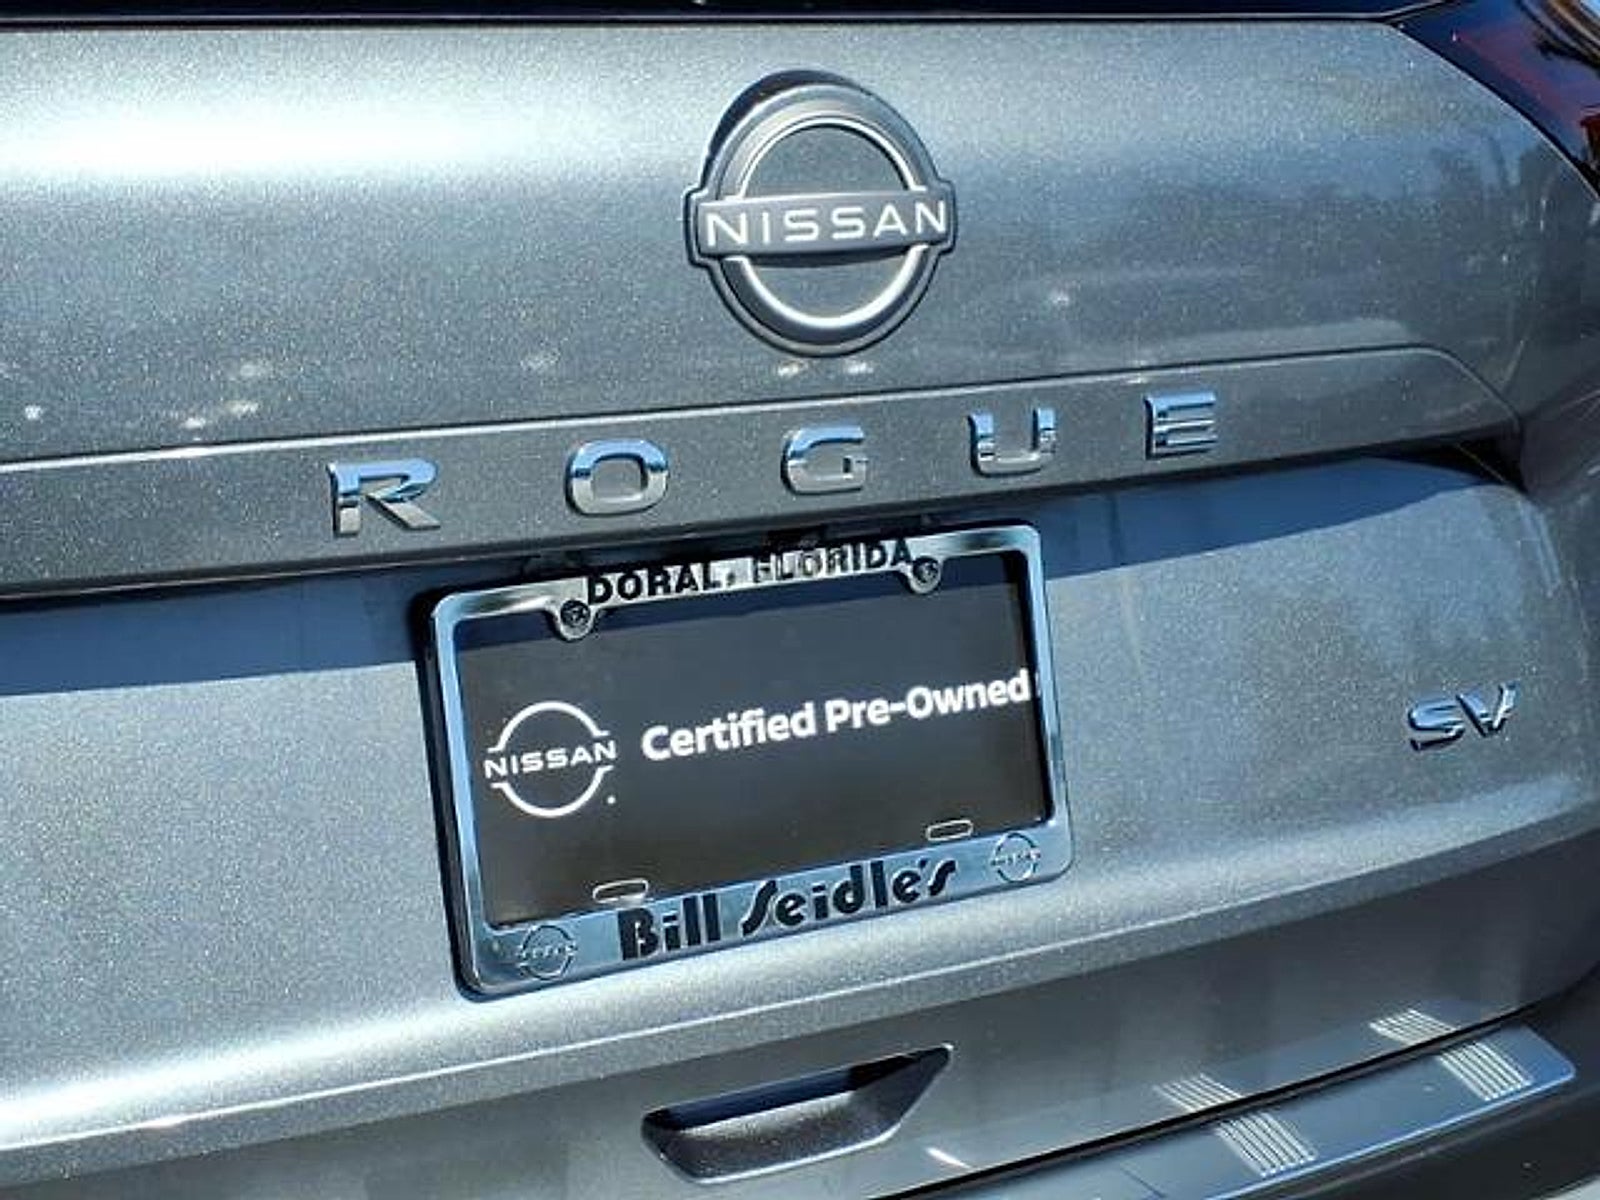 NISSAN
ROGUE
DORAL, FLORIDA
NISSAN
Certified Pre-Owned
SV
Bill Seidle's